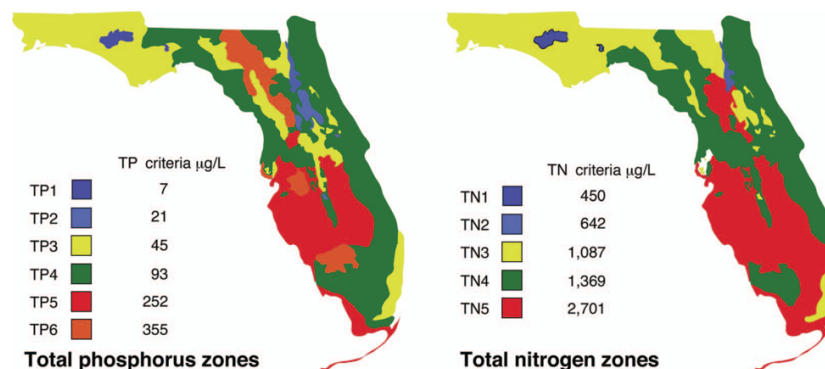 TP criteria µg/L
TP1 7
TP2 21
TP3 45
TP4 93
TP5 252
TP6 355
Total phosphorus zones
TN criteria µg/L
TN1 450
TN2 642
TN3 1,087
TN4 1,369
TN5 2,701
Total nitrogen zones